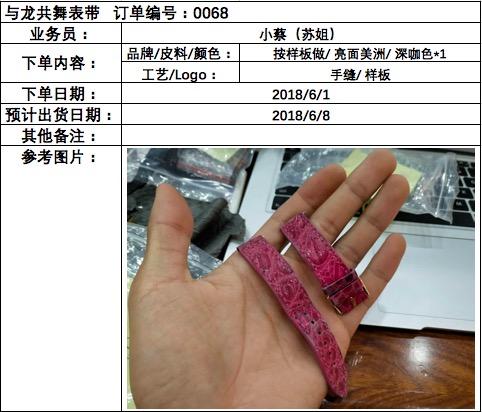 与龙共舞表带 订单编号：0068
业务员： 小蔡（苏姐）
下单内容： 品牌/皮料/颜色： 按样板做/ 亮面美洲/ 深咖色*1
工艺/Logo： 手缝/ 样板
下单日期： 2018/6/1
预计出货日期： 2018/6/8
其他备注：
参考图片：